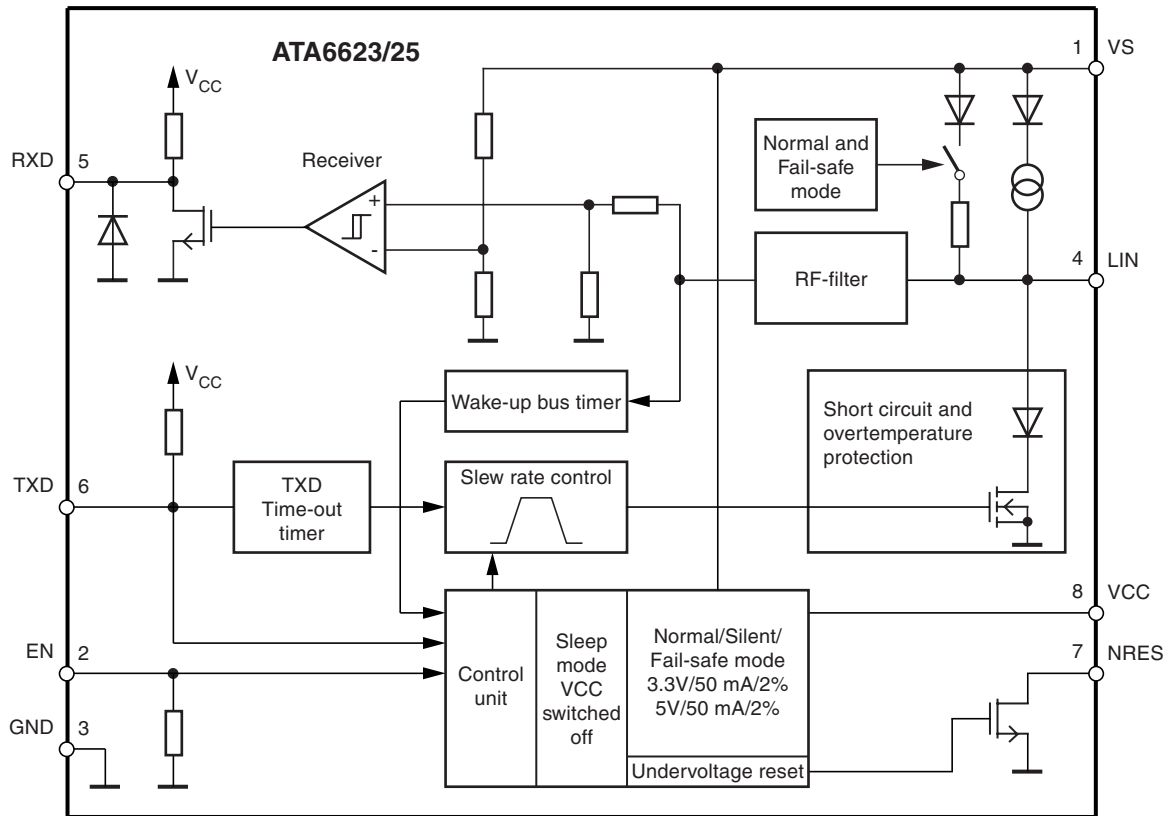 ATA6623/25
1 VS
VCC
RXD 5
Receiver
Normal and
Fail-safe
mode
+
-
4 LIN
RF-filter
VCC
Wake-up bus timer
Short circuit and
overtemperature
protection
TXD 6
TXD
Time-out
timer
Slew rate control
8 VCC
EN 2
Control
unit
Sleep
mode
VCC
switched
off
Normal/Silent/
Fail-safe mode
3.3V/50 mA/2%
5V/50 mA/2%
7 NRES
GND 3
Undervoltage reset